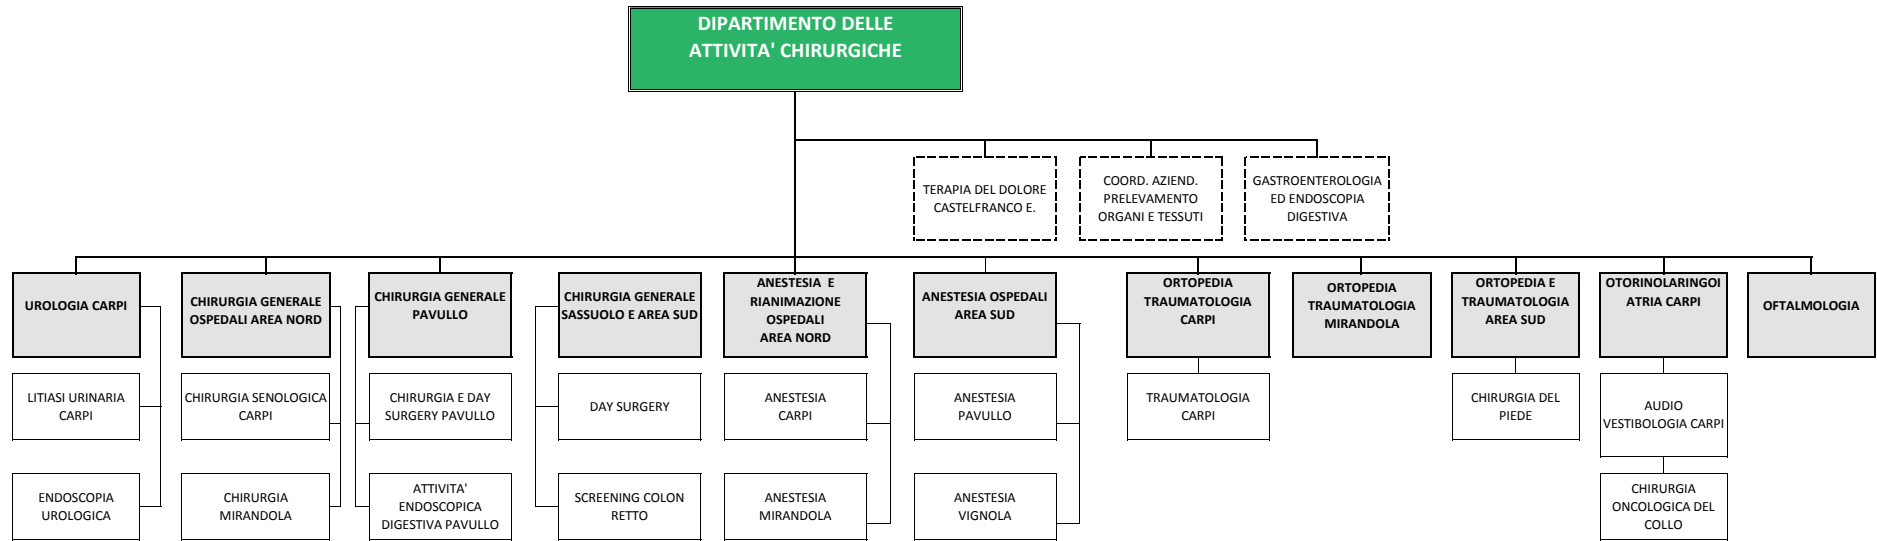 DIPARTIMENTO DELLE
ATTIVITA' CHIRURGICHE
TERAPIA DEL DOLORE
CASTELFRANCO E.
COORD. AZIEND.
PRELEVAMENTO
ORGANI E TESSUTI
GASTROENTEROLOGIA
ED ENDOSCOPIA
DIGESTIVA
UROLOGIA CARPI
CHIRURGIA GENERALE
OSPEDALI AREA NORD
CHIRURGIA GENERALE
PAVULLO
CHIRURGIA GENERALE
SASSUOLO E AREA SUD
ANESTESIA E
RIANIMAZIONE
OSPEDALI
AREA NORD
ANESTESIA OSPEDALI
AREA SUD
ORTOPEDIA
TRAUMATOLOGIA
CARPI
ORTOPEDIA
TRAUMATOLOGIA
MIRANDOLA
ORTOPEDIA E
TRAUMATOLOGIA
AREA SUD
OTORINOLARINGOI
ATRIA CARPI
OFTALMOLOGIA
LITIASI URINARIA
CARPI
CHIRURGIA SENOLOGICA
CARPI
CHIRURGIA E DAY
SURGERY PAVULLO
DAY SURGERY
ANESTESIA
CARPI
ANESTESIA
PAVULLO
TRAUMATOLOGIA
CARPI
CHIRURGIA DEL
PIEDE
AUDIO
VESTIBOLOGIA CARPI
ENDOSCOPIA
UROLOGICA
CHIRURGIA
MIRANDOLA
ATTIVITA'
ENDOSCOPICA
DIGESTIVA PAVULLO
SCREENING COLON
RETTO
ANESTESIA
MIRANDOLA
ANESTESIA
VIGNOLA
CHIRURGIA
ONCOLOGICA DEL
COLLO